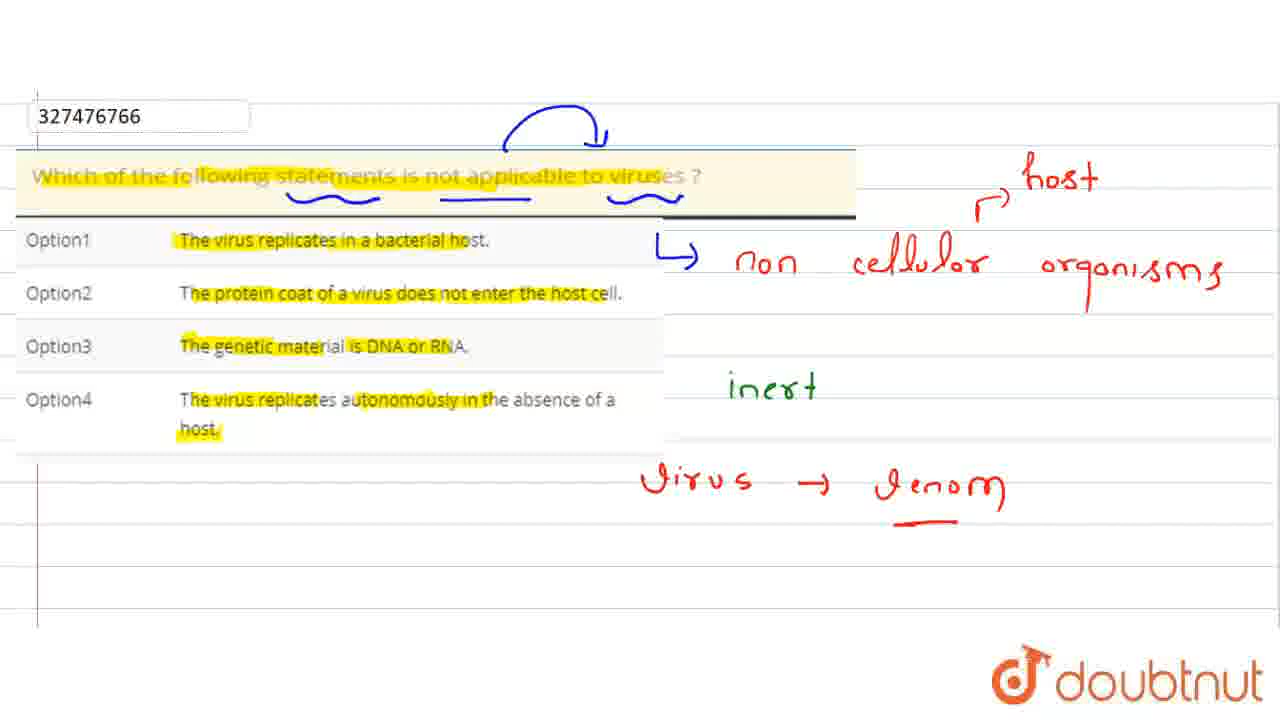 327476766
Which of the following statements is not applicable to viruses ?
host
Option1 The virus replicates in a bacterial host.
non cellular organisms
Option2 The protein coat of a virus does not enter the host cell.
Option3 The genetic material is DNA or RNA.
inert
Option4 The virus replicates autonomously in the absence of a
host.
Virus → Venom
doubtnut